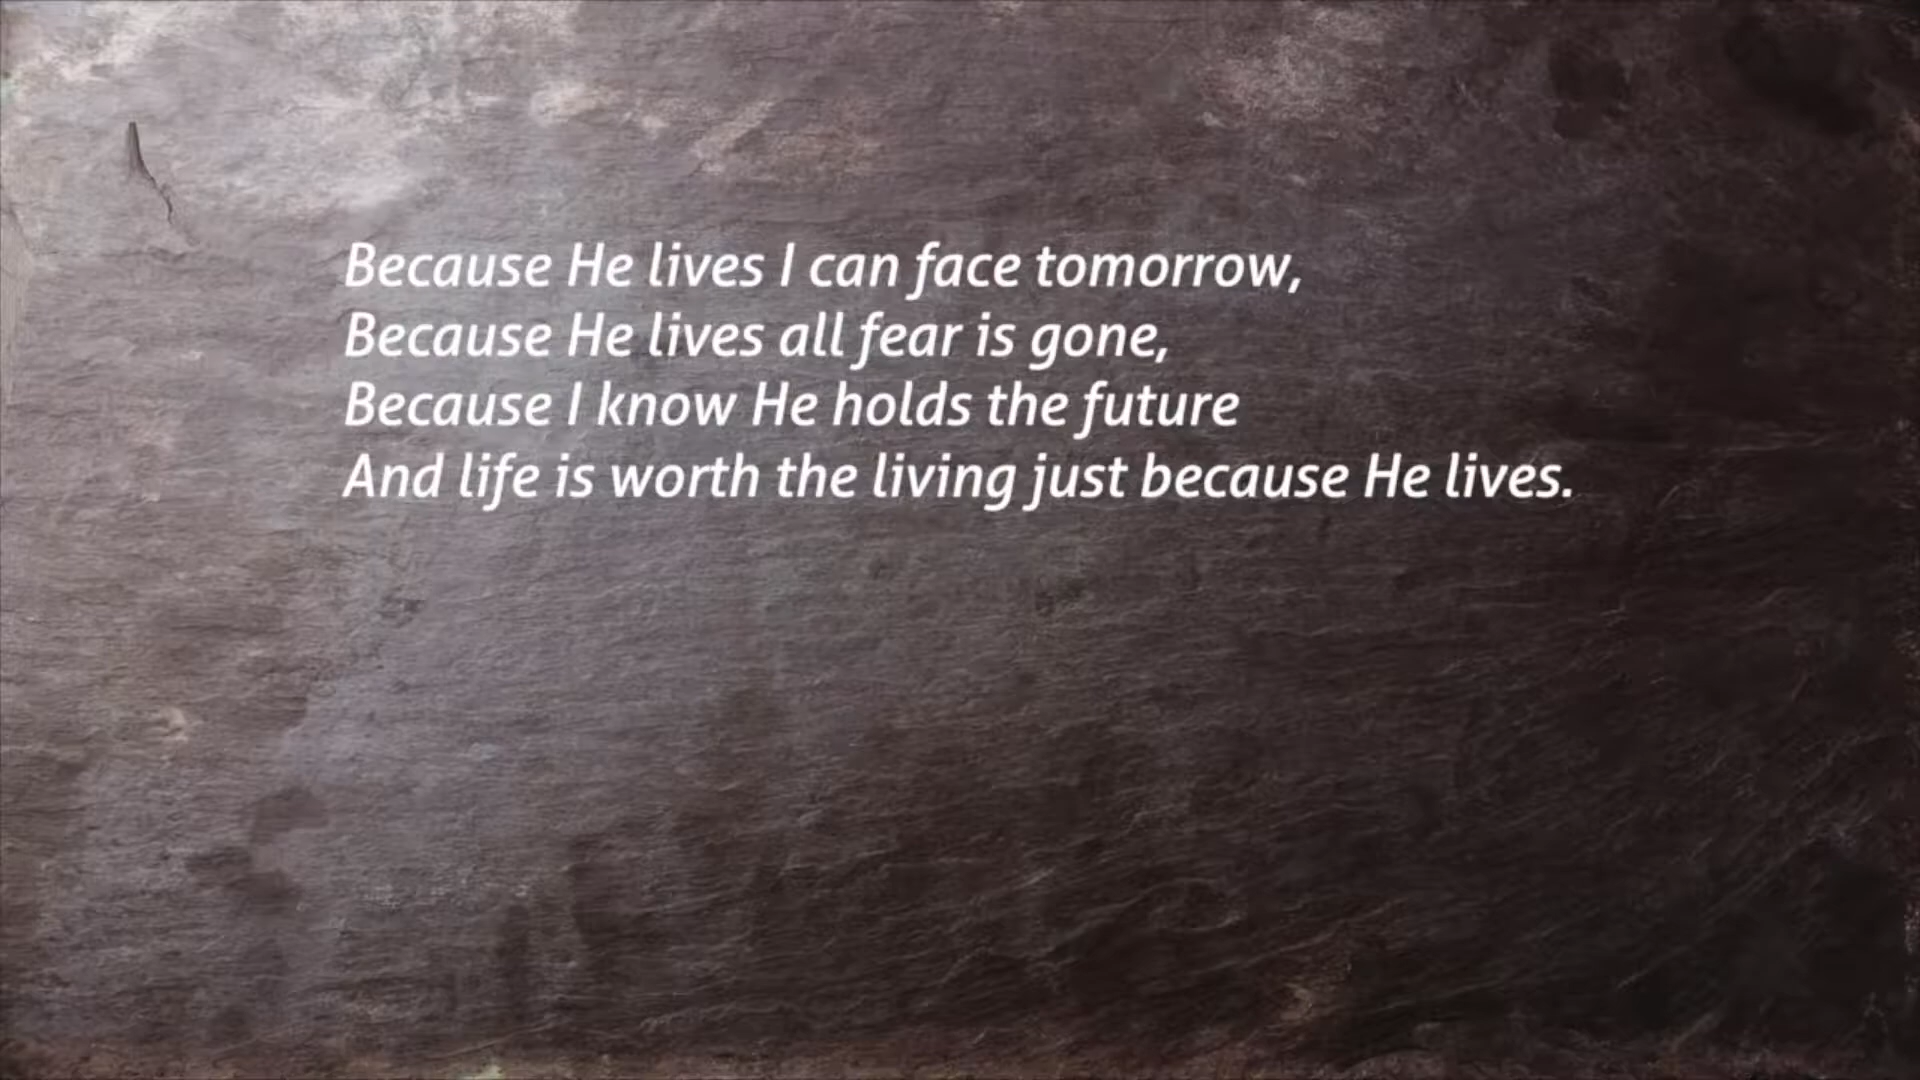 Because He lives I can face tomorrow,
Because He lives all fear is gone,
Because I know He holds the future
And life is worth the living just because He lives.